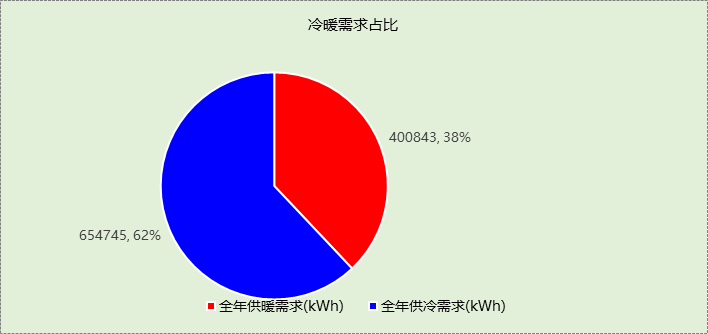 冷暖需求占比
400843, 38%
654745, 62%
全年供暖需求(kWh)
全年供冷需求(kWh)